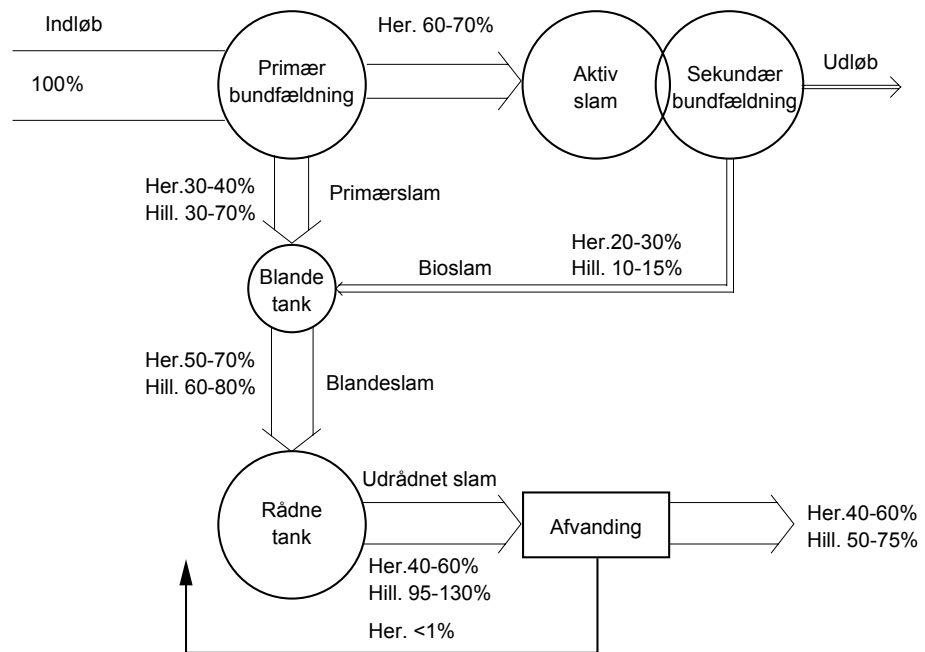 Indløb
100%
Primær
bundfældning
Her. 60-70%
Aktiv
slam
Sekundær
bundfældning
Udløb
Her.30-40%
Hill. 30-70%
Primærslam
Her.20-30%
Hill. 10-15%
Bioslam
Blande
tank
Her.50-70%
Hill. 60-80%
Blandeslam
Rådne
tank
Udrådnet slam
Her.40-60%
Hill. 95-130%
Afvanding
Her.40-60%
Hill. 50-75%
Her. <1%